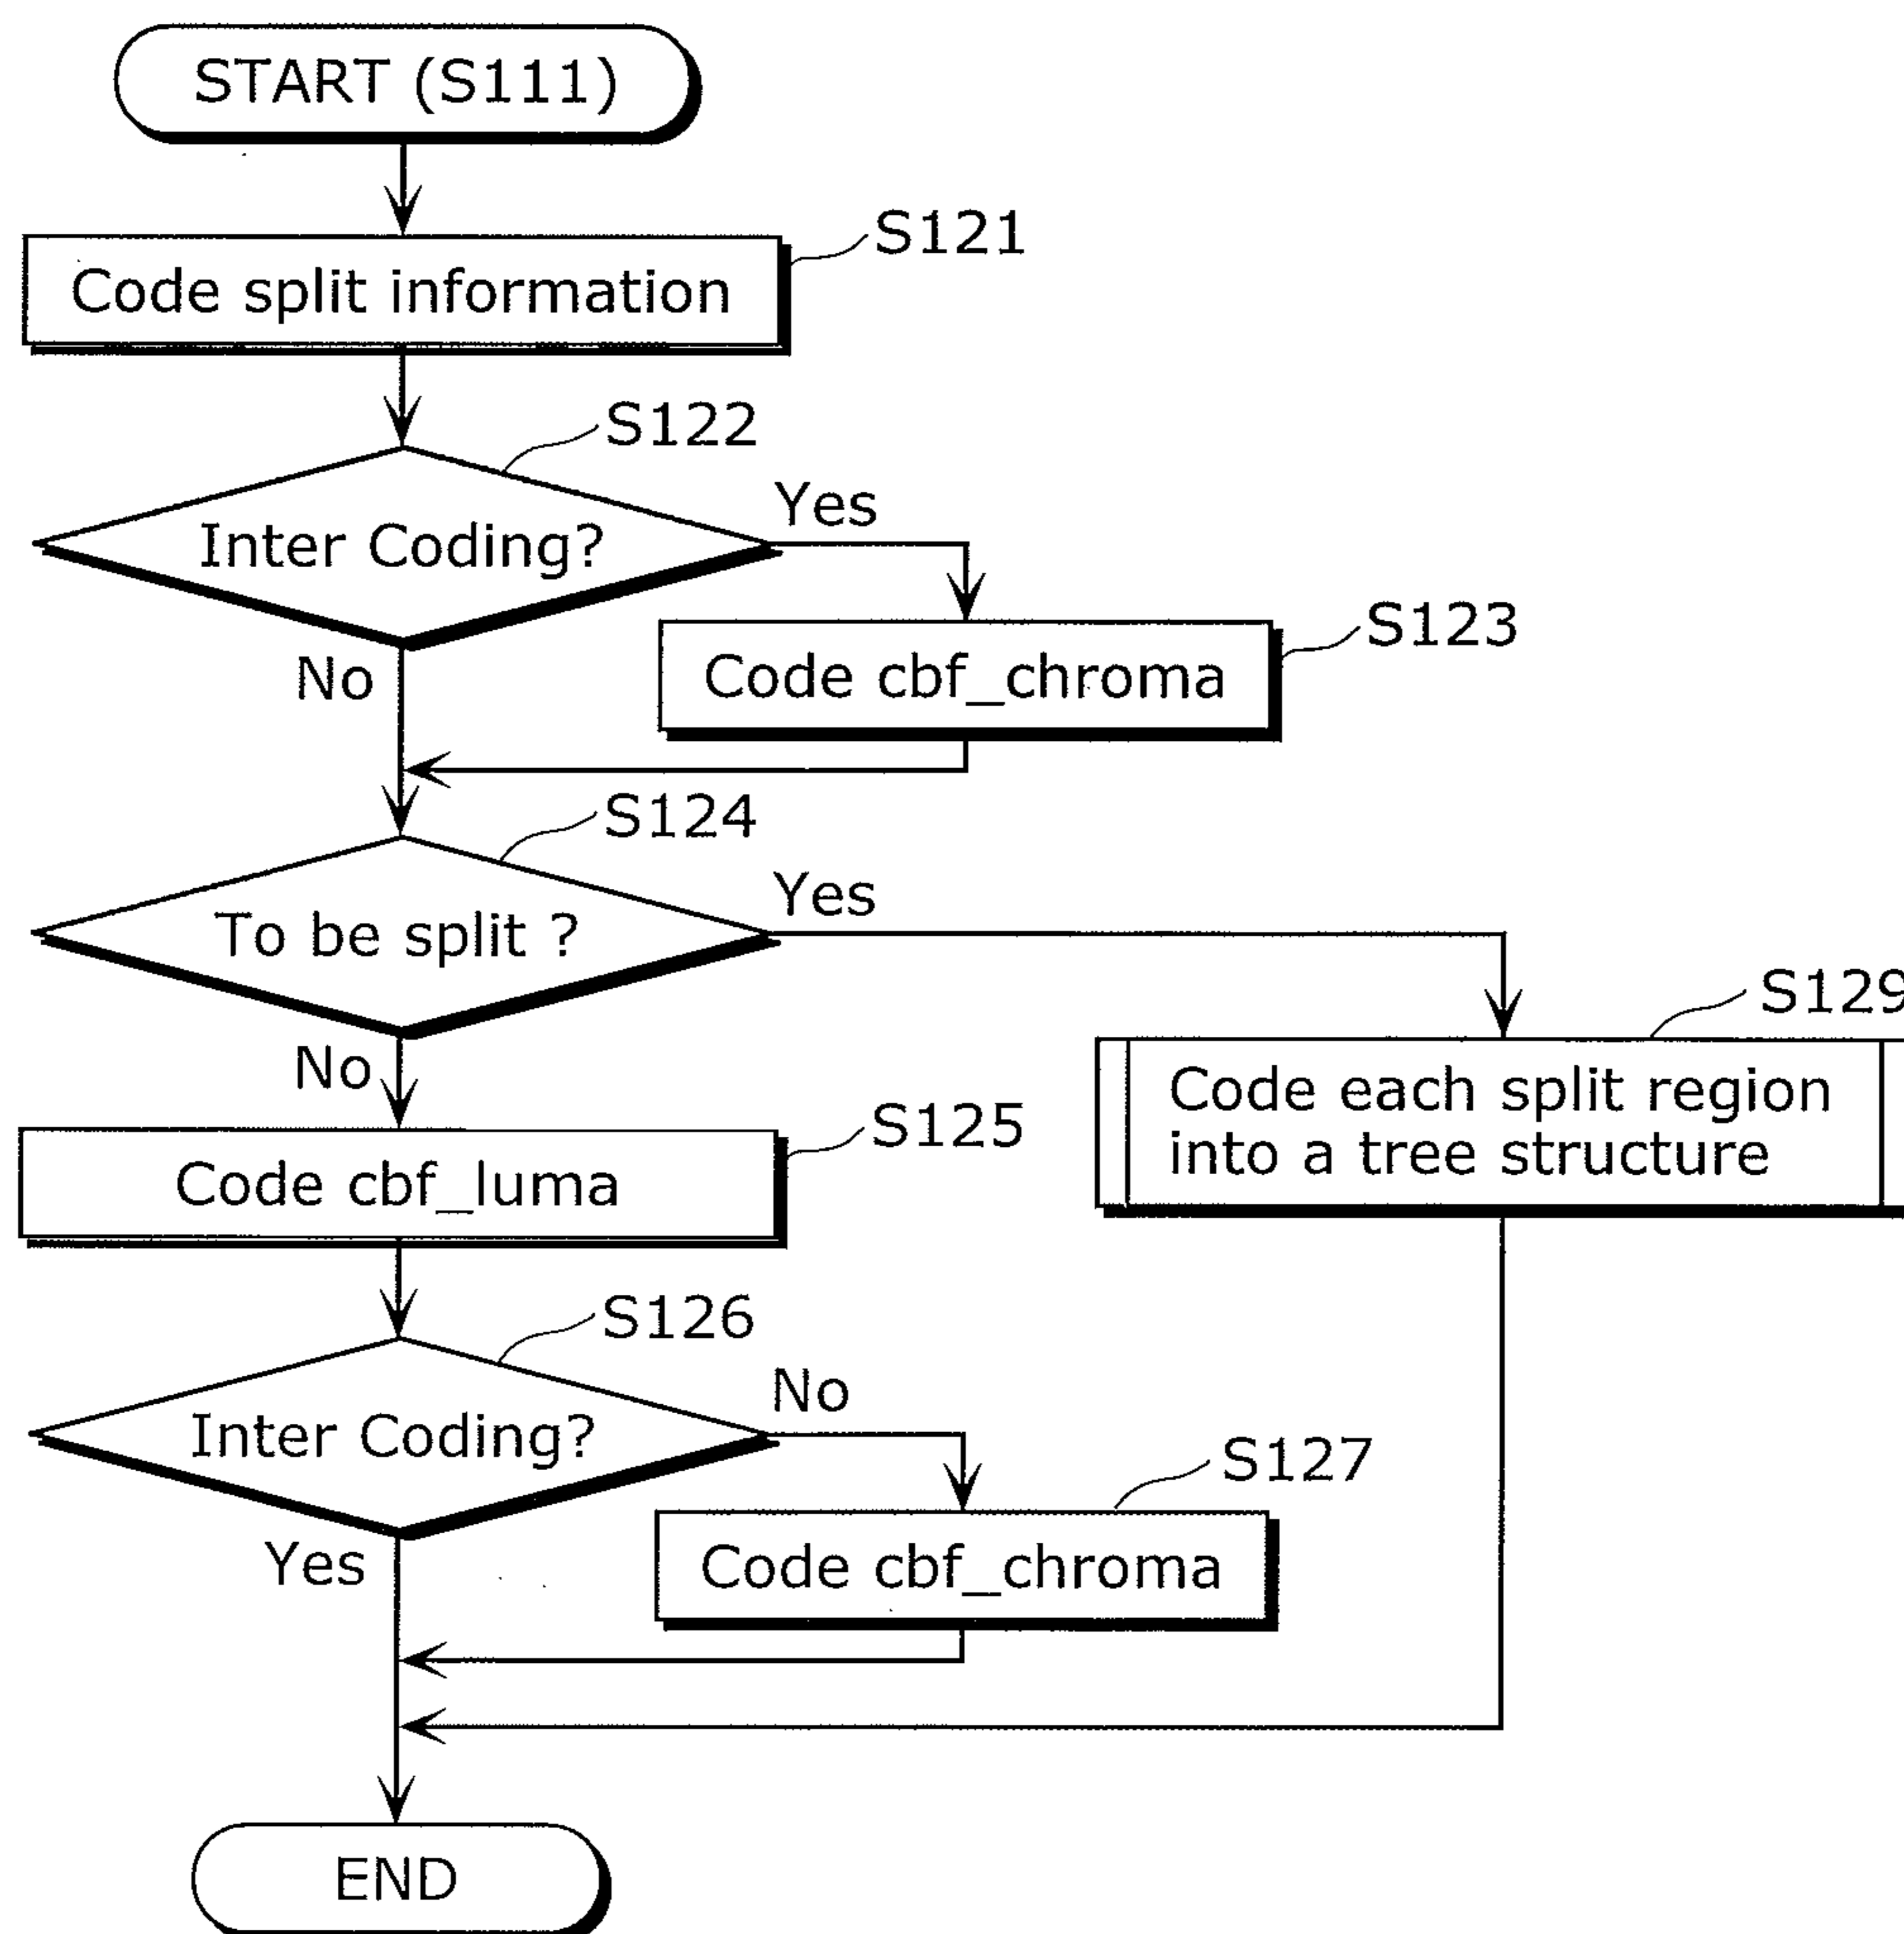 START (S111)
S121
Code split information
S122
Inter Coding?
Yes
No
S123
Code cbf_chroma
S124
To be split ?
Yes
No
S129
Code each split region
into a tree structure
S125
Code cbf_luma
S126
Inter Coding?
No
Yes
S127
Code cbf_chroma
END